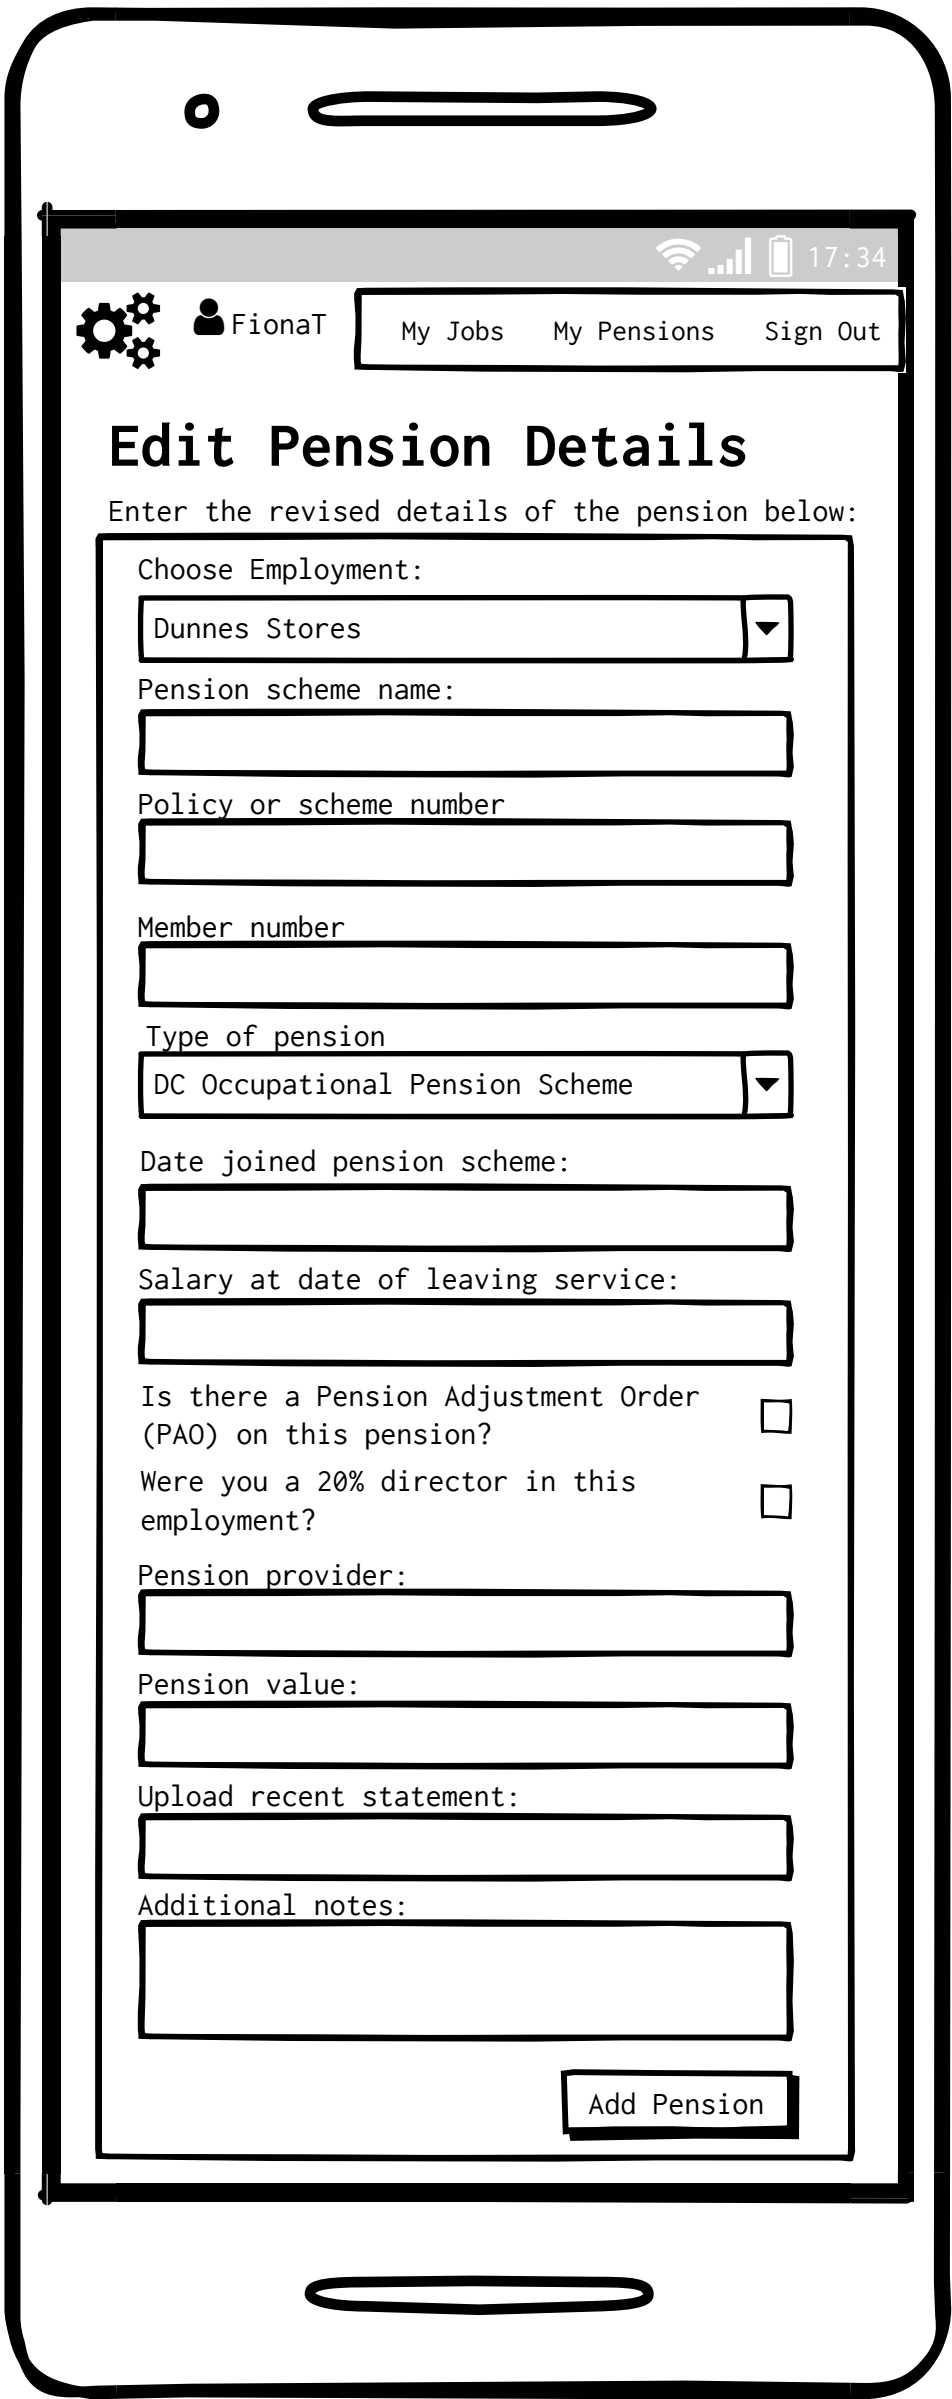 17:34
FionaT
My Jobs My Pensions Sign Out
Edit Pension Details
Enter the revised details of the pension below:
Choose Employment:
Dunnes Stores
Pension scheme name:
Policy or scheme number
Member number
Type of pension
DC Occupational Pension Scheme
Date joined pension scheme:
Salary at date of leaving service:
Is there a Pension Adjustment Order
(PAO) on this pension?
Were you a 20% director in this
employment?
Pension provider:
Pension value:
Upload recent statement:
Additional notes:
Add Pension